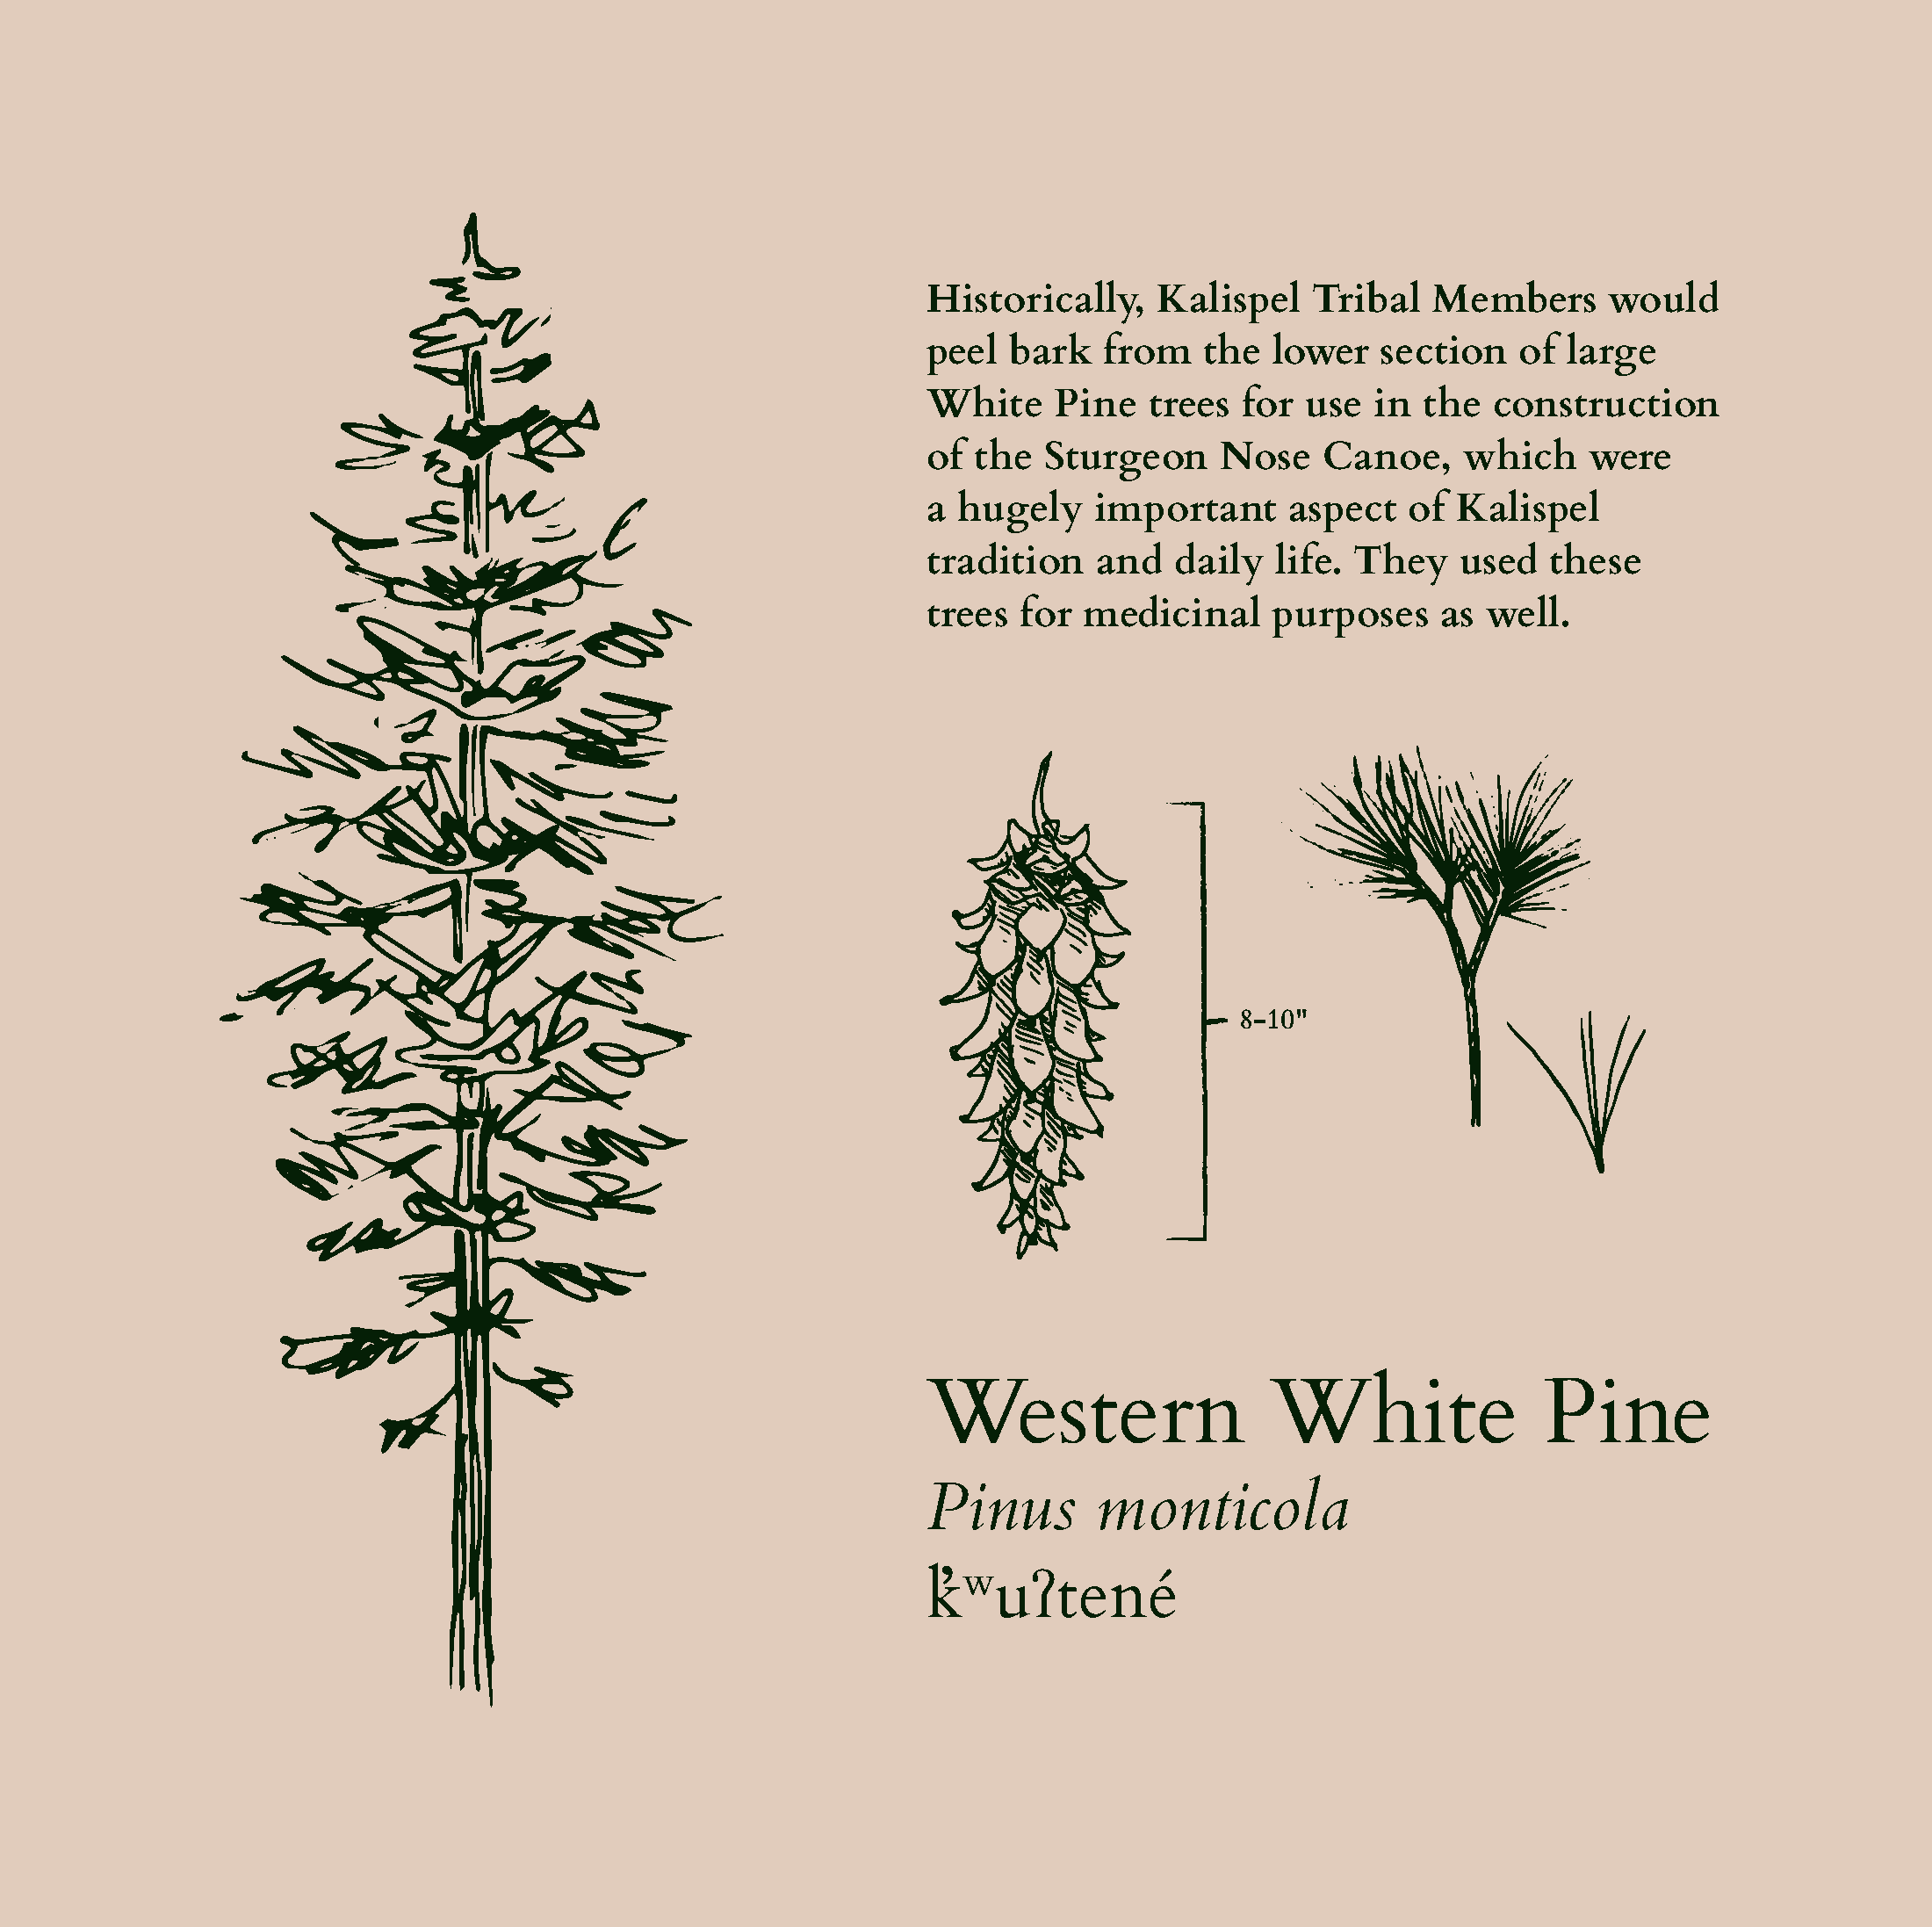 Historically, Kalispel Tribal Members would
peel bark from the lower section of large
White Pine trees for use in the construction
of the Sturgeon Nose Canoe, which were
a hugely important aspect of Kalispel
tradition and daily life. They used these
trees for medicinal purposes as well.
8-10"
Western White Pine
Pinus monticola
k̓ʷuʔtené